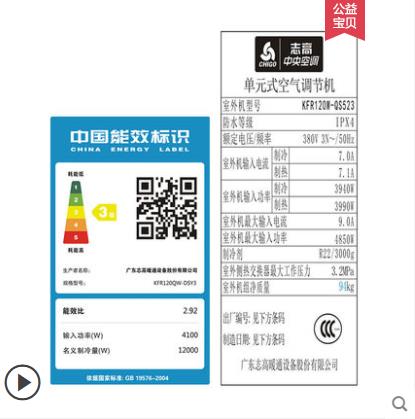 公益
宝贝
中国能效标识
CHINA ENERGY LABEL
耗能低
1
2
3
4
5
3级
耗能高
生产者名称
广东志高暖通设备股份有限公司
规格型号
KFR120QW-DSY3
能效比
2.92
输入功率(W)
4100
名义制冷量(W)
12000
依据国家标准: GB 19576-2004
CHIGO
志高
中央空调
单元式空气调节机
室外机型号
KFR120W-QS523
防水等级
IPX4
额定电压/频率
380V 3N~/50Hz
室外机输入电流
制冷
7.0A
制热
7.1A
室外机输入功率
制冷
3940W
制热
3990W
室外机最大输入电流
9.0A
室外机最大输入功率
4850W
制冷剂
R22/3000g
室外侧热交换器最大工作压力
3.2MPa
室外机组净质量
94kg
出厂编号: 见下方条码
制造日期: 见下方条码
广东志高暖通设备股份有限公司